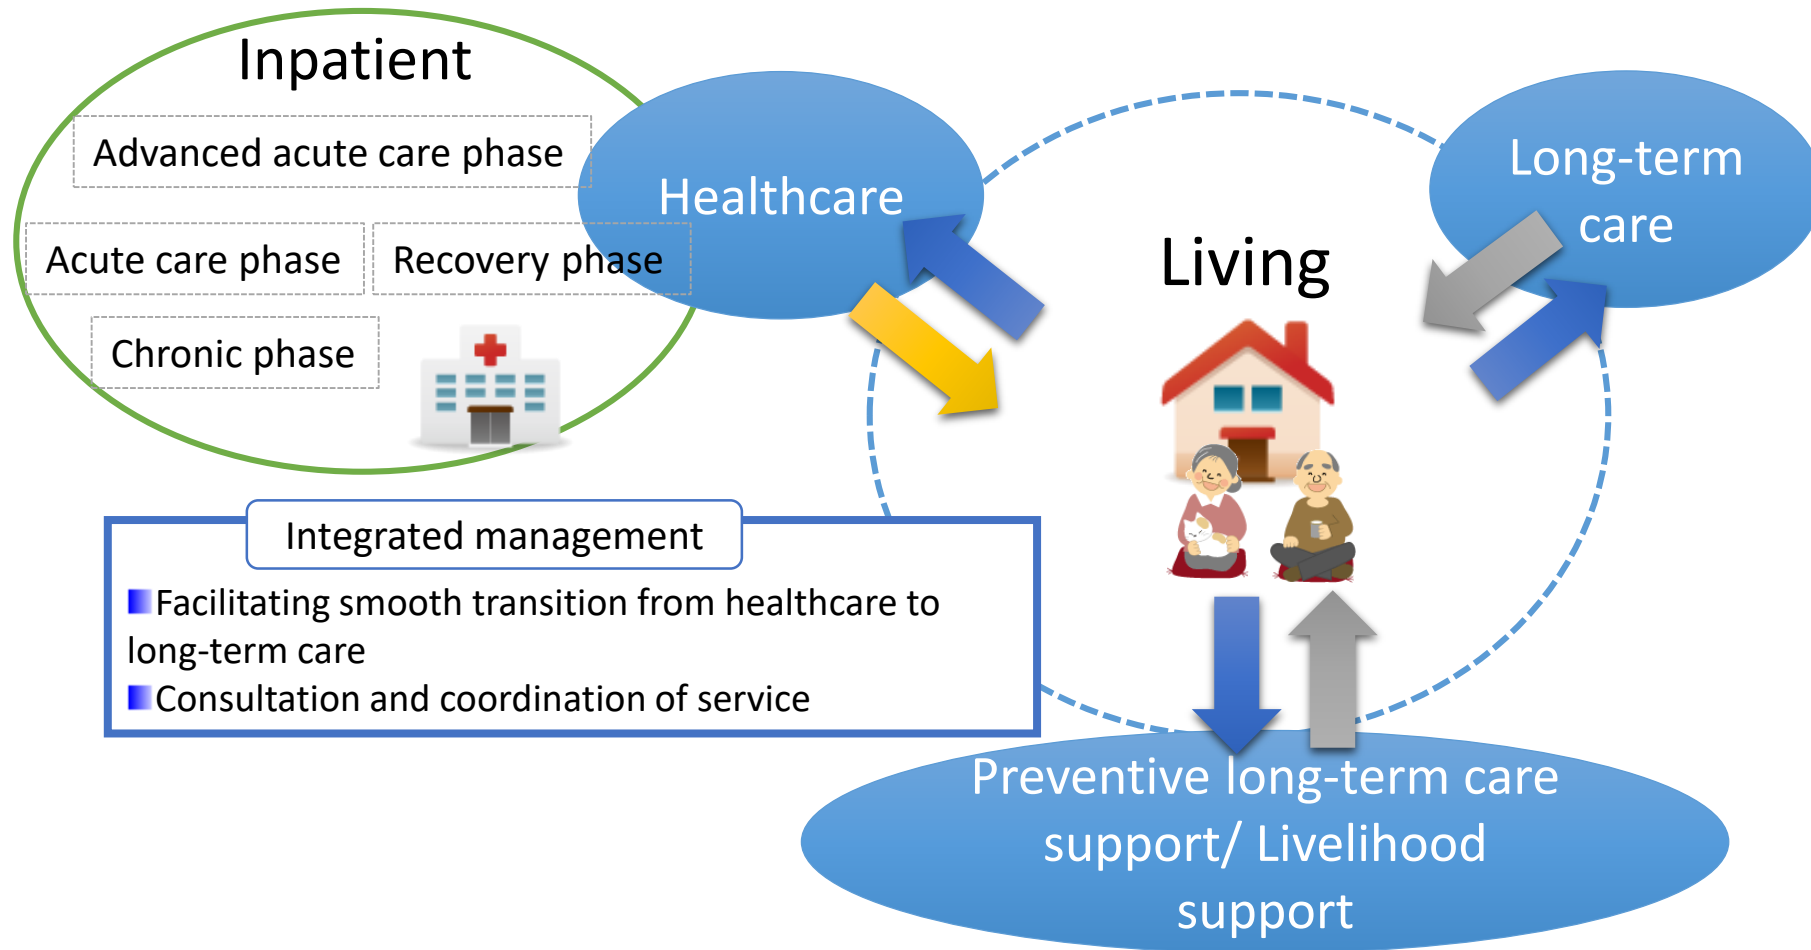 Inpatient
Advanced acute care phase
Acute care phase
Recovery phase
Chronic phase
Healthcare
Long-term
care
Living
Integrated management
Facilitating smooth transition from healthcare to
long-term care
Consultation and coordination of service
Preventive long-term care
support/ Livelihood
support